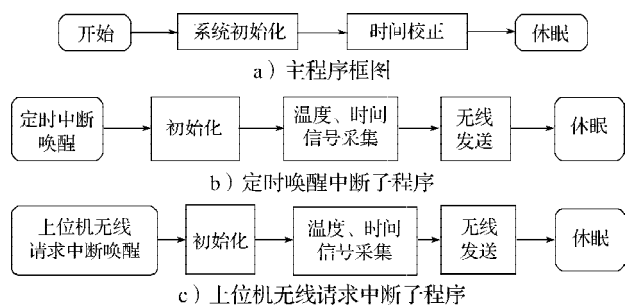 开始
系统初始化
时间校正
休眠
a）主程序框图
定时中断
唤醒
初始化
温度、时间
信号采集
无线
发送
休眠
b）定时唤醒中断了程序
上位机无线
请求中断唤醒
初始化
温度、时间
信号采集
无线
发送
休眠
c）上位机无线请求中断了程序